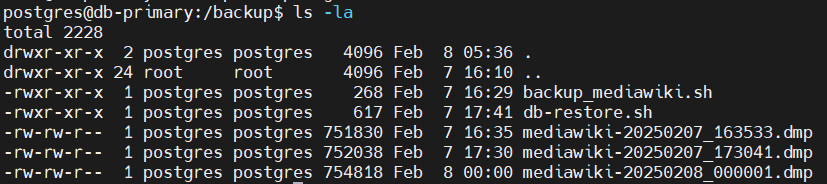 postgres@db-primary:/backup$ ls -la
total 2228
drwxr-xr-x  2 postgres postgres   4096 Feb  8 05:36 .
drwxr-xr-x 24 root     root       4096 Feb  7 16:10 ..
-rwxr-xr-x  1 postgres postgres    268 Feb  7 16:29 backup_mediawiki.sh
-rwxr-xr-x  1 postgres postgres    617 Feb  7 17:41 db-restore.sh
-rw-rw-r--  1 postgres postgres 751830 Feb  7 16:35 mediawiki-20250207_163533.dmp
-rw-rw-r--  1 postgres postgres 752038 Feb  7 17:30 mediawiki-20250207_173041.dmp
-rw-rw-r--  1 postgres postgres 754818 Feb  8 00:00 mediawiki-20250208_000001.dmp